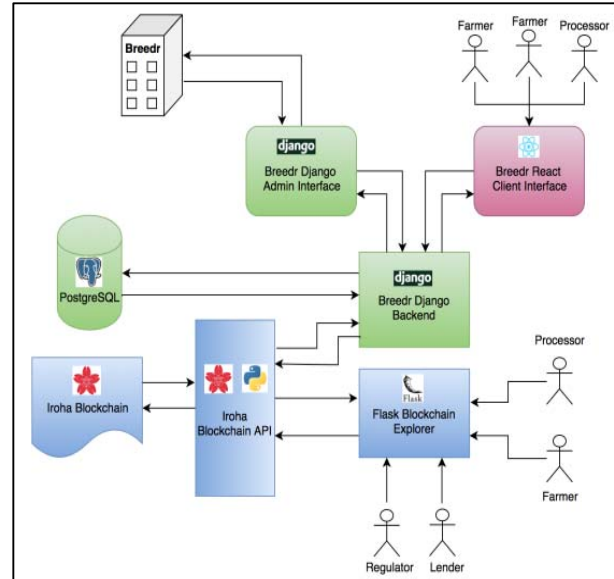 Breedr
Farmer
Farmer
Processor
django
Breedr Django
Admin Interface
Breedr React
Client Interface
PostgreSQL
django
Breedr Django
Backend
Iroha Blockchain
Iroha
Blockchain API
Flask
Flask Blockchain
Explorer
Processor
Farmer
Regulator
Lender